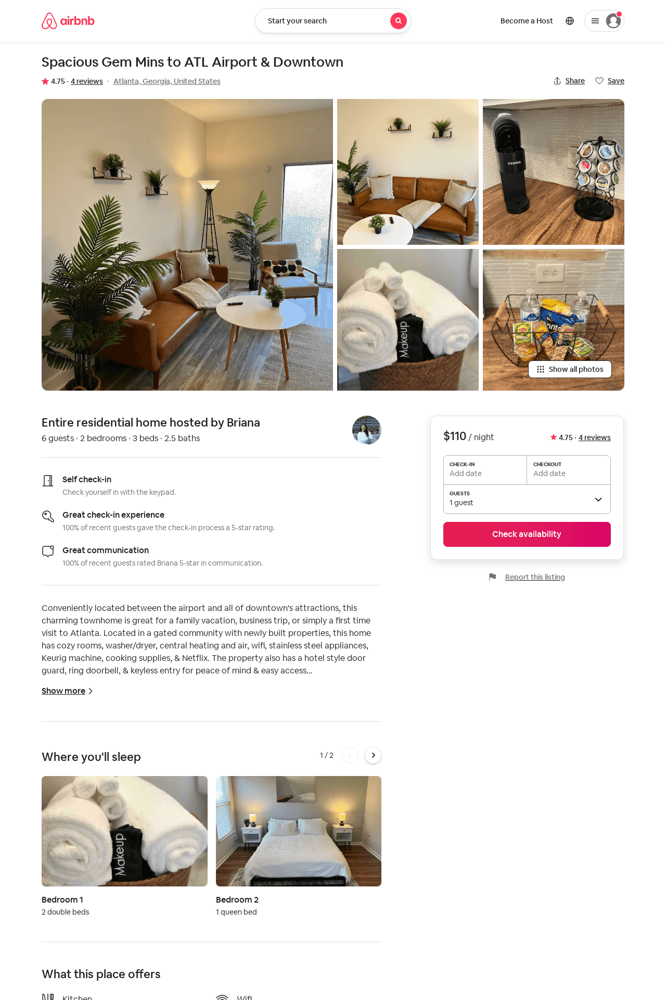 airbnb
Start your search
Become a Host
Spacious Gem Mins to ATL Airport & Downtown
4.75 · 4 reviews · Atlanta, Georgia, United States
Share
Save
KEURIG
Makeup
WATER
Show all photos
Entire residential home hosted by Briana
6 guests · 2 bedrooms · 3 beds · 2.5 baths
$110 / night
4.75 · 4 reviews
CHECK-IN
Add date
CHECKOUT
Add date
GUESTS
1 guest
Check availability
Report this listing
Self check-in
Check yourself in with the keypad.
Great check-in experience
100% of recent guests gave the check-in process a 5-star rating.
Great communication
100% of recent guests rated Briana 5-star in communication.
Conveniently located between the airport and all of downtown's attractions, this
charming townhome is great for a family vacation, business trip, or simply a first time
visit to Atlanta. Located in a gated community with newly built properties, this home
has cozy rooms, washer/dryer, central heating and air, wifi, stainless steel appliances,
Keurig machine, cooking supplies, & Netflix. The property also has a hotel style door
guard, ring doorbell, & keyless entry for peace of mind & easy access…
Show more
Where you'll sleep
1 / 2
Makeup
Bedroom 1
2 double beds
Bedroom 2
1 queen bed
What this place offers
Kitchen
Wifi